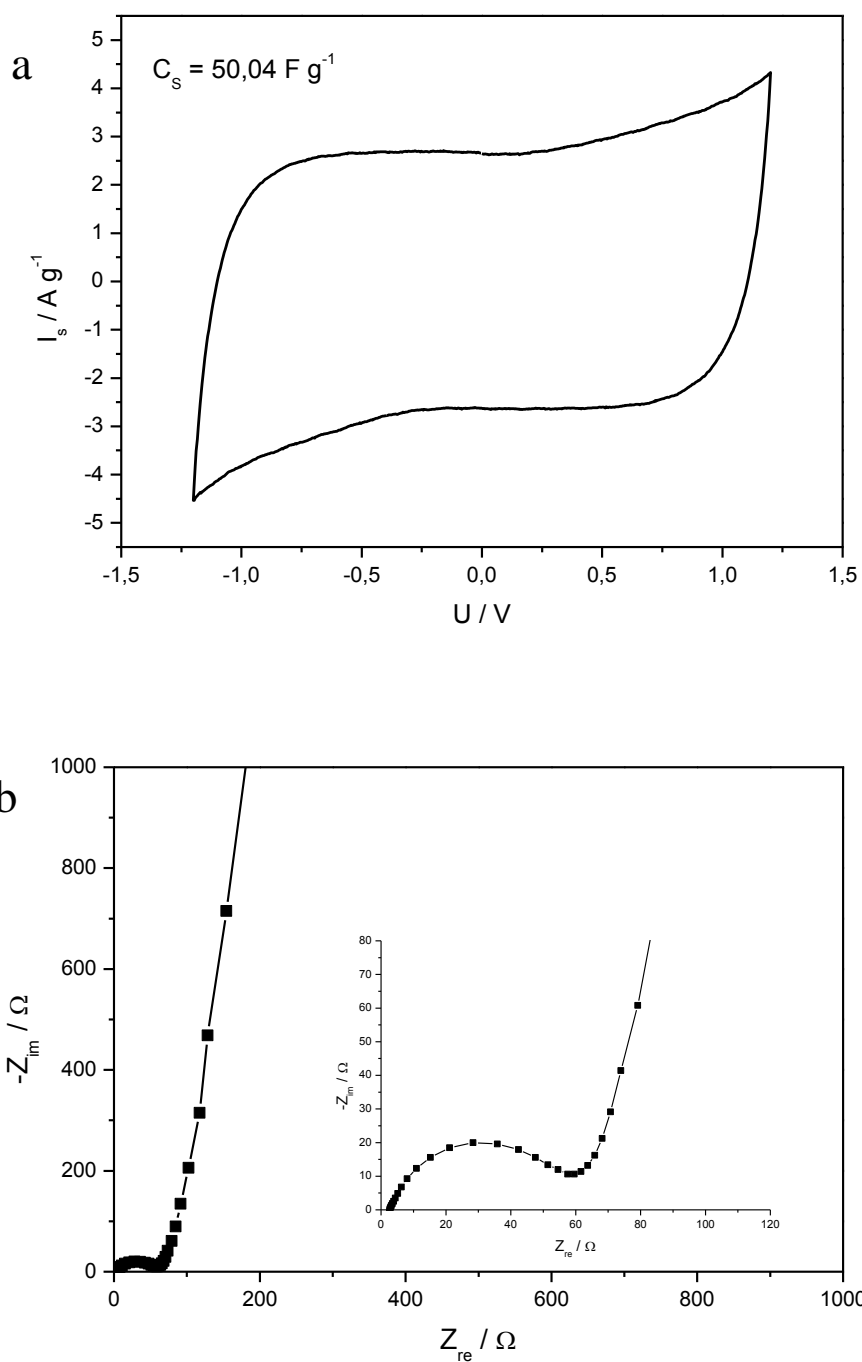 a
C_S = 50,04 F g^-1
5
4
3
2
1
0
-1
-2
-3
-4
-5
I_s / A g^-1
-1,5 -1,0 -0,5 0,0 0,5 1,0 1,5
U / V
b
1000
800
600
400
200
0
-Z_im / Ω
0 200 400 600 800 1000
Z_re / Ω
80
70
60
50
40
30
20
10
0
-Z_im / Ω
0 20 40 60 80 100 120
Z_re / Ω